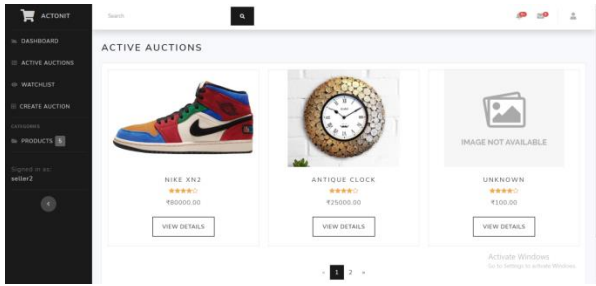 ACTONIT
Search
DASHBOARD
ACTIVE AUCTIONS
WATCHLIST
CREATE AUCTION
CATEGORIES
PRODUCTS 5
Signed in as:
seller2
ACTIVE AUCTIONS
NIKE XN2
₹80000.00
VIEW DETAILS
ANTIQUE CLOCK
₹25000.00
VIEW DETAILS
IMAGE NOT AVAILABLE
UNKNOWN
₹100.00
VIEW DETAILS
« 1 2 »
Activate Windows
Go to Settings to activate Windows.